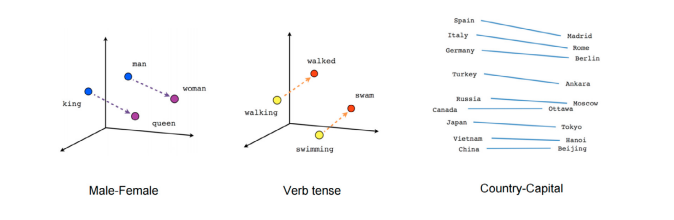 man
woman
king
queen
Male-Female
walked
swam
walking
swimming
Verb tense
Spain
Madrid
Italy
Rome
Germany
Berlin
Turkey
Ankara
Russia
Moscow
Canada
Ottawa
Japan
Tokyo
Vietnam
Hanoi
China
Beijing
Country-Capital